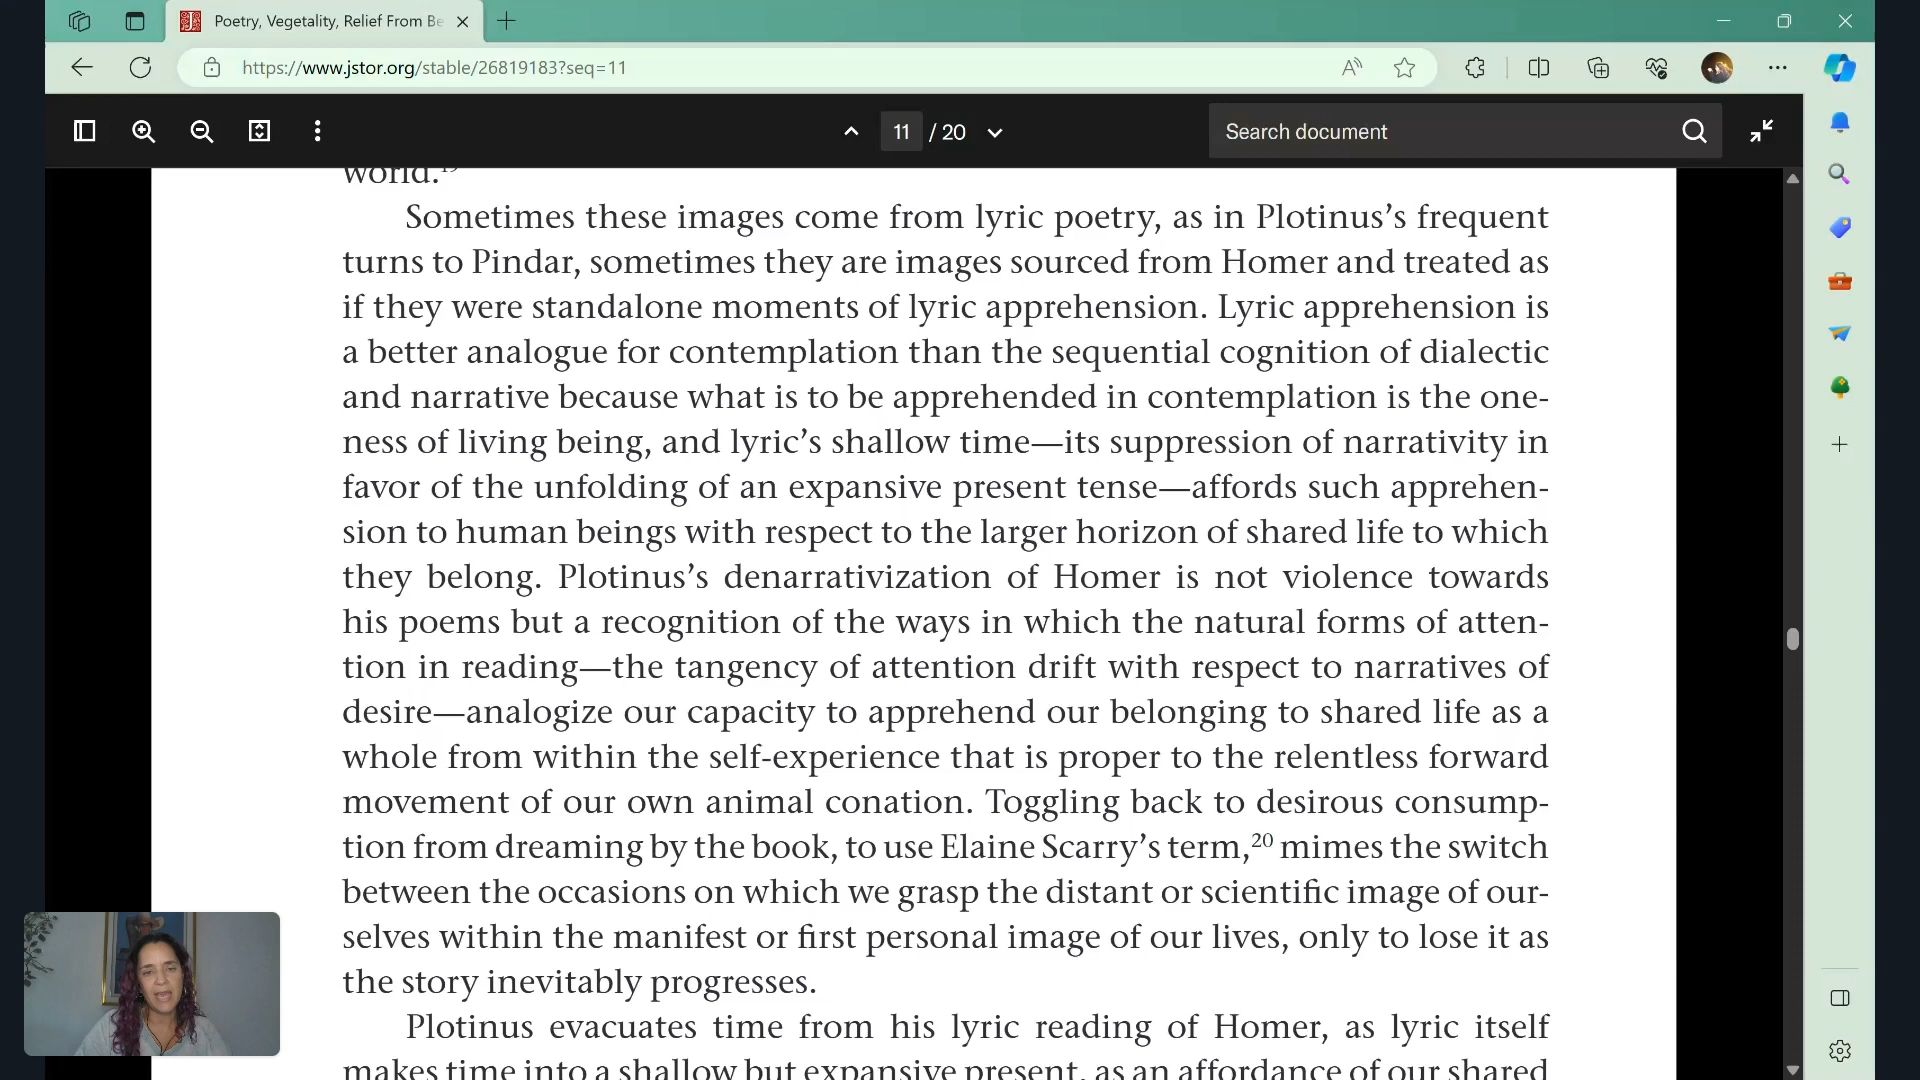 Poetry, Vegetality, Relief From Be
https://www.jstor.org/stable/26819183?seq=11
11 / 20
Search document
world.¹⁹
Sometimes these images come from lyric poetry, as in Plotinus’s frequent
turns to Pindar, sometimes they are images sourced from Homer and treated as
if they were standalone moments of lyric apprehension. Lyric apprehension is
a better analogue for contemplation than the sequential cognition of dialectic
and narrative because what is to be apprehended in contemplation is the one-
ness of living being, and lyric’s shallow time—its suppression of narrativity in
favor of the unfolding of an expansive present tense—affords such apprehen-
sion to human beings with respect to the larger horizon of shared life to which
they belong. Plotinus’s denarrativization of Homer is not violence towards
his poems but a recognition of the ways in which the natural forms of atten-
tion in reading—the tangency of attention drift with respect to narratives of
desire—analogize our capacity to apprehend our belonging to shared life as a
whole from within the self-experience that is proper to the relentless forward
movement of our own animal conation. Toggling back to desirous consump-
tion from dreaming by the book, to use Elaine Scarry’s term,²⁰ mimes the switch
between the occasions on which we grasp the distant or scientific image of our-
selves within the manifest or first personal image of our lives, only to lose it as
the story inevitably progresses.
Plotinus evacuates time from his lyric reading of Homer, as lyric itself
makes time into a shallow but expansive present, as an affordance of our shared